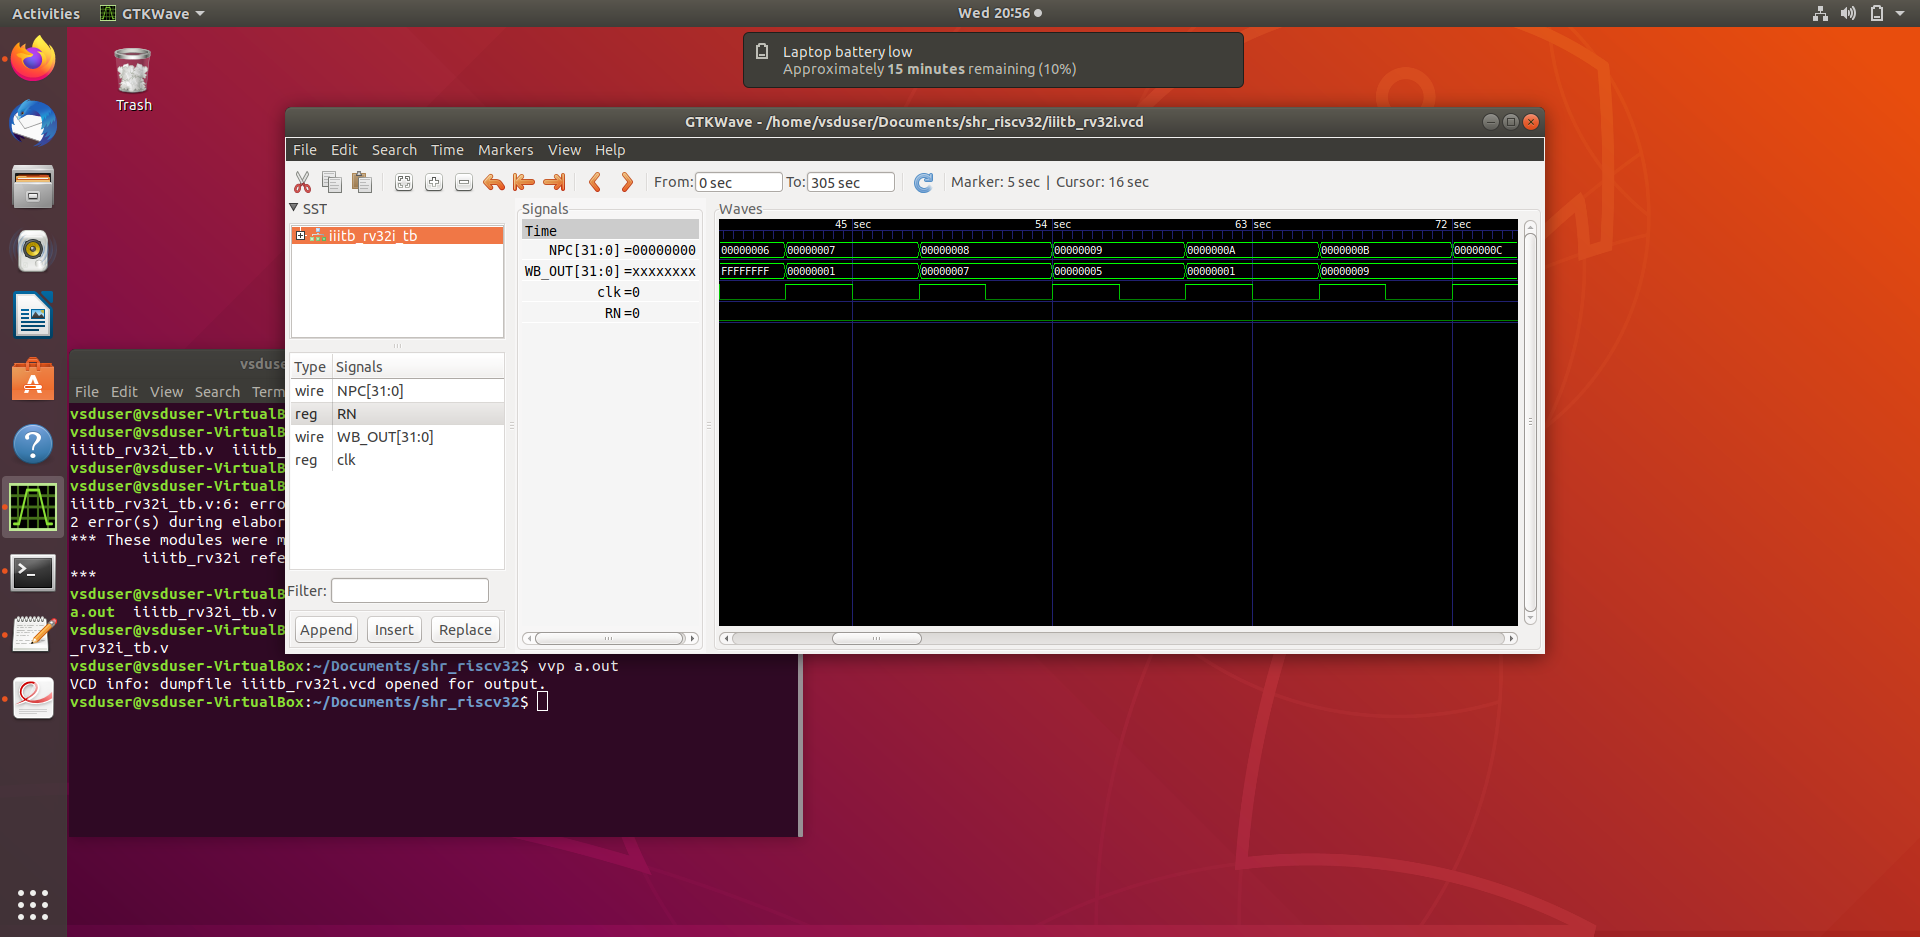 Activities
GTKWave
Wed 20:56
Laptop battery low
Approximately 15 minutes remaining (10%)
Trash
GTKWave - /home/vsduser/Documents/shr_riscv32/iiitb_rv32i.vcd
File Edit Search Time Markers View Help
From: 0 sec To: 305 sec Marker: 5 sec | Cursor: 16 sec
SST
iiitb_rv32i_tb
Type Signals
wire NPC[31:0]
reg RN
wire WB_OUT[31:0]
reg clk
Filter:
Append Insert Replace
Signals
Time
NPC[31:0] =00000000
WB_OUT[31:0] =xxxxxxxx
clk =0
RN =0
Waves
45 sec 54 sec 63 sec 72 sec
00000006 00000007 00000008 00000009 0000000A 0000000B 0000000C
FFFFFFFF 00000001 00000007 00000005 00000001 00000009
vsduse
File Edit View Search Term
vsduser@vsduser-VirtualB
vsduser@vsduser-VirtualB
iiitb_rv32i_tb.v iiitb_
vsduser@vsduser-VirtualB
vsduser@vsduser-VirtualB
iiitb_rv32i_tb.v:6: erro
2 error(s) during elabor
*** These modules were m
iiitb_rv32i refe
***
vsduser@vsduser-VirtualB
a.out iiitb_rv32i_tb.v
vsduser@vsduser-VirtualB
_rv32i_tb.v
vsduser@vsduser-VirtualBox:~/Documents/shr_riscv32$ vvp a.out
VCD info: dumpfile iiitb_rv32i.vcd opened for output.
vsduser@vsduser-VirtualBox:~/Documents/shr_riscv32$